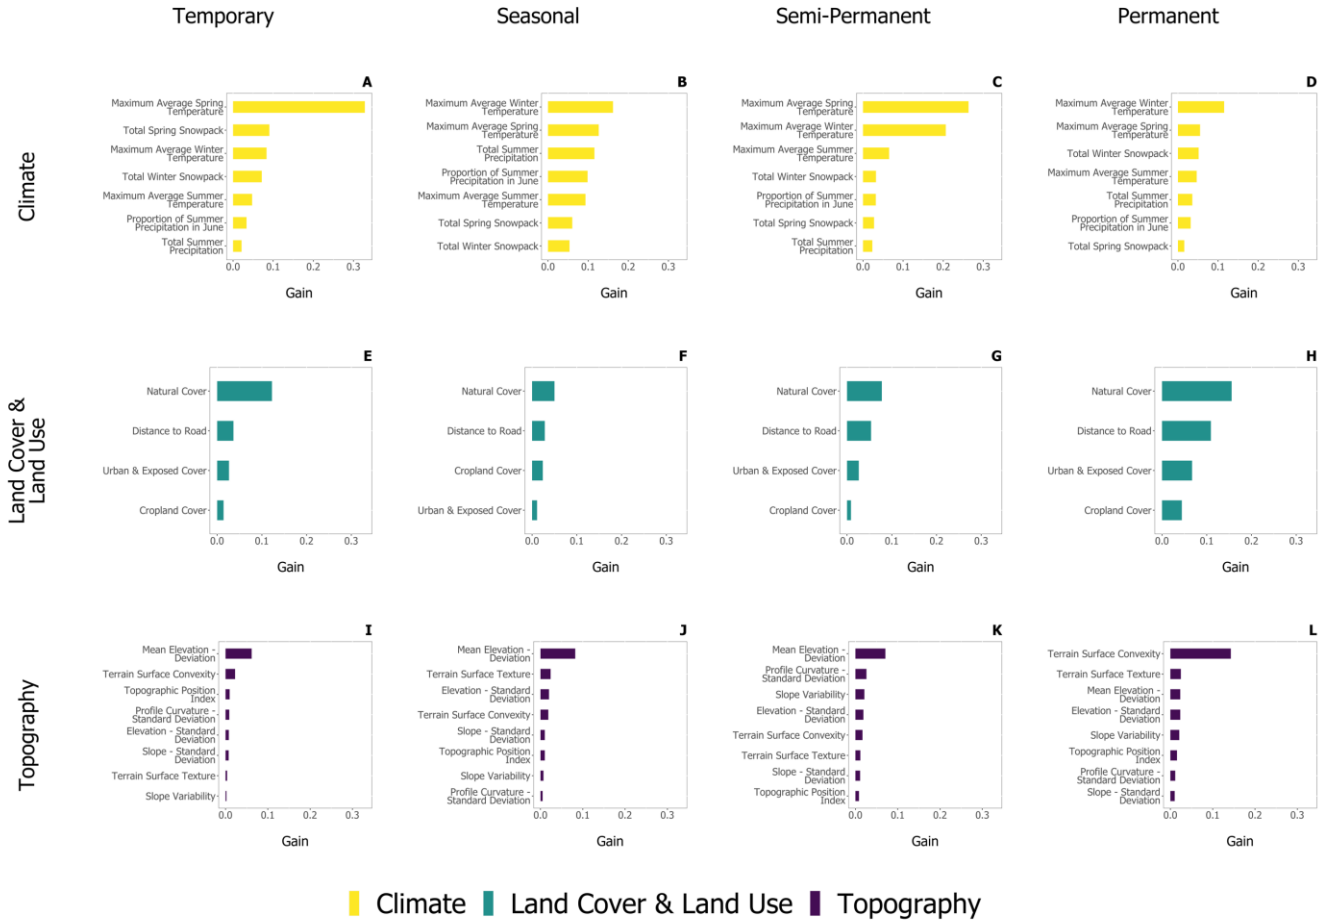 Temporary
Seasonal
Semi-Permanent
Permanent
Climate
A
Maximum Average Spring
Temperature
Total Spring Snowpack
Maximum Average Winter
Temperature
Total Winter Snowpack
Maximum Average Summer
Temperature
Proportion of Summer
Precipitation in June
Total Summer
Precipitation
0.0 0.1 0.2 0.3
Gain
B
Maximum Average Winter
Temperature
Maximum Average Spring
Temperature
Total Summer
Precipitation
Proportion of Summer
Precipitation in June
Maximum Average Summer
Temperature
Total Spring Snowpack
Total Winter Snowpack
0.0 0.1 0.2 0.3
Gain
C
Maximum Average Spring
Temperature
Maximum Average Winter
Temperature
Maximum Average Summer
Temperature
Total Winter Snowpack
Proportion of Summer
Precipitation in June
Total Spring Snowpack
Total Summer
Precipitation
0.0 0.1 0.2 0.3
Gain
D
Maximum Average Winter
Temperature
Maximum Average Spring
Temperature
Total Winter Snowpack
Maximum Average Summer
Temperature
Total Summer
Precipitation
Proportion of Summer
Precipitation in June
Total Spring Snowpack
0.0 0.1 0.2 0.3
Gain
Land Cover &
Land Use
E
Natural Cover
Distance to Road
Urban & Exposed Cover
Cropland Cover
0.0 0.1 0.2 0.3
Gain
F
Natural Cover
Distance to Road
Cropland Cover
Urban & Exposed Cover
0.0 0.1 0.2 0.3
Gain
G
Natural Cover
Distance to Road
Urban & Exposed Cover
Cropland Cover
0.0 0.1 0.2 0.3
Gain
H
Natural Cover
Distance to Road
Urban & Exposed Cover
Cropland Cover
0.0 0.1 0.2 0.3
Gain
Topography
I
Mean Elevation -
Deviation
Terrain Surface Convexity
Topographic Position
Index
Profile Curvature -
Standard Deviation
Elevation - Standard
Deviation
Slope - Standard
Deviation
Terrain Surface Texture
Slope Variability
0.0 0.1 0.2 0.3
Gain
J
Mean Elevation -
Deviation
Terrain Surface Texture
Elevation - Standard
Deviation
Terrain Surface Convexity
Slope - Standard
Deviation
Topographic Position
Index
Slope Variability
Profile Curvature -
Standard Deviation
0.0 0.1 0.2 0.3
Gain
K
Mean Elevation -
Deviation
Profile Curvature -
Standard Deviation
Slope Variability
Elevation - Standard
Deviation
Terrain Surface Convexity
Terrain Surface Texture
Slope - Standard
Deviation
Topographic Position
Index
0.0 0.1 0.2 0.3
Gain
L
Terrain Surface Convexity
Terrain Surface Texture
Mean Elevation -
Deviation
Elevation - Standard
Deviation
Slope Variability
Topographic Position
Index
Profile Curvature -
Standard Deviation
Slope - Standard
Deviation
0.0 0.1 0.2 0.3
Gain
Climate Land Cover & Land Use Topography